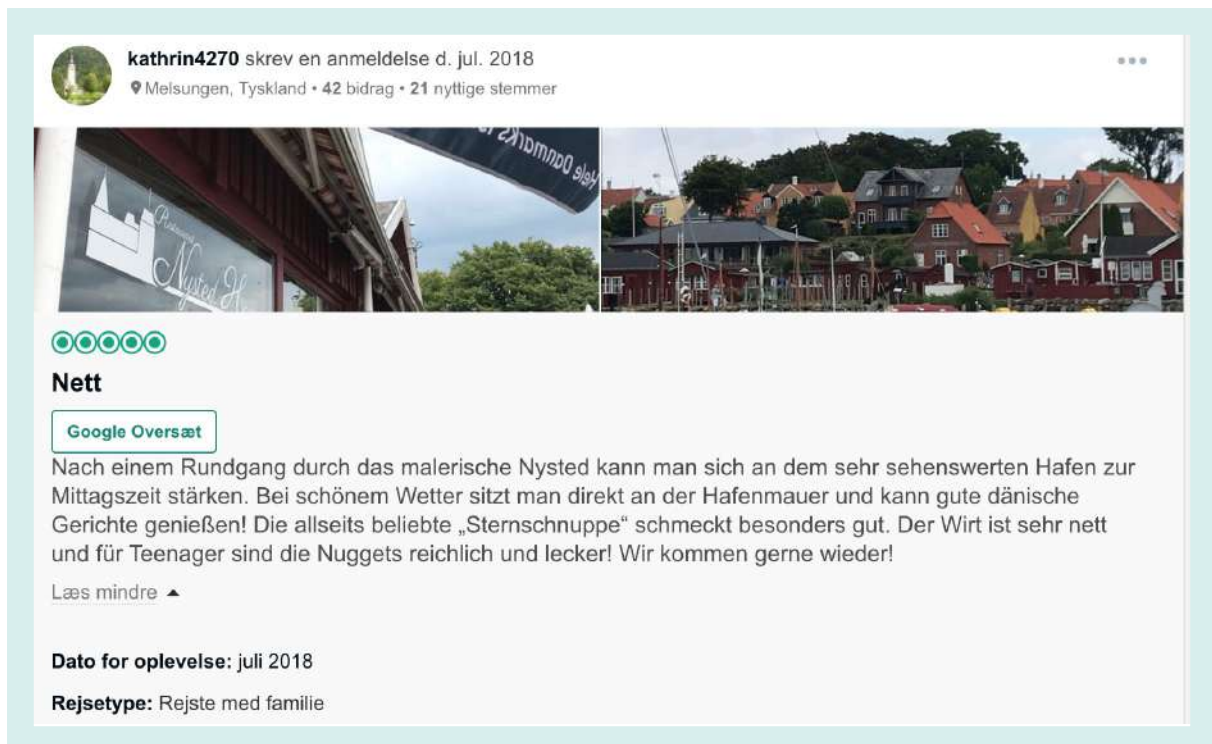 kathrin4270 skrev en anmeldelse d. jul. 2018
Melsungen, Tyskland • 42 bidrag • 21 nyttige stemmer
Hele Danmarks
Restaurant
Nysted H
Nett
Google Oversæt
Nach einem Rundgang durch das malerische Nysted kann man sich an dem sehr sehenswerten Hafen zur
Mittagszeit stärken. Bei schönem Wetter sitzt man direkt an der Hafenmauer und kann gute dänische
Gerichte genießen! Die allseits beliebte „Sternschnuppe“ schmeckt besonders gut. Der Wirt ist sehr nett
und für Teenager sind die Nuggets reichlich und lecker! Wir kommen gerne wieder!
Læs mindre
Dato for oplevelse: juli 2018
Rejsetype: Rejste med familie